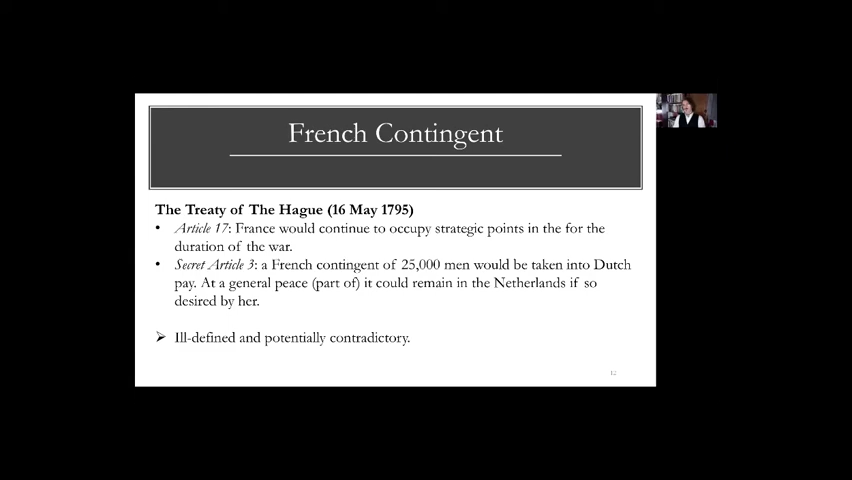 French Contingent
The Treaty of The Hague (16 May 1795)
• Article 17: France would continue to occupy strategic points in the for the
duration of the war.
• Secret Article 3: a French contingent of 25,000 men would be taken into Dutch
pay. At a general peace (part of) it could remain in the Netherlands if so
desired by her.
➢ Ill-defined and potentially contradictory.
12